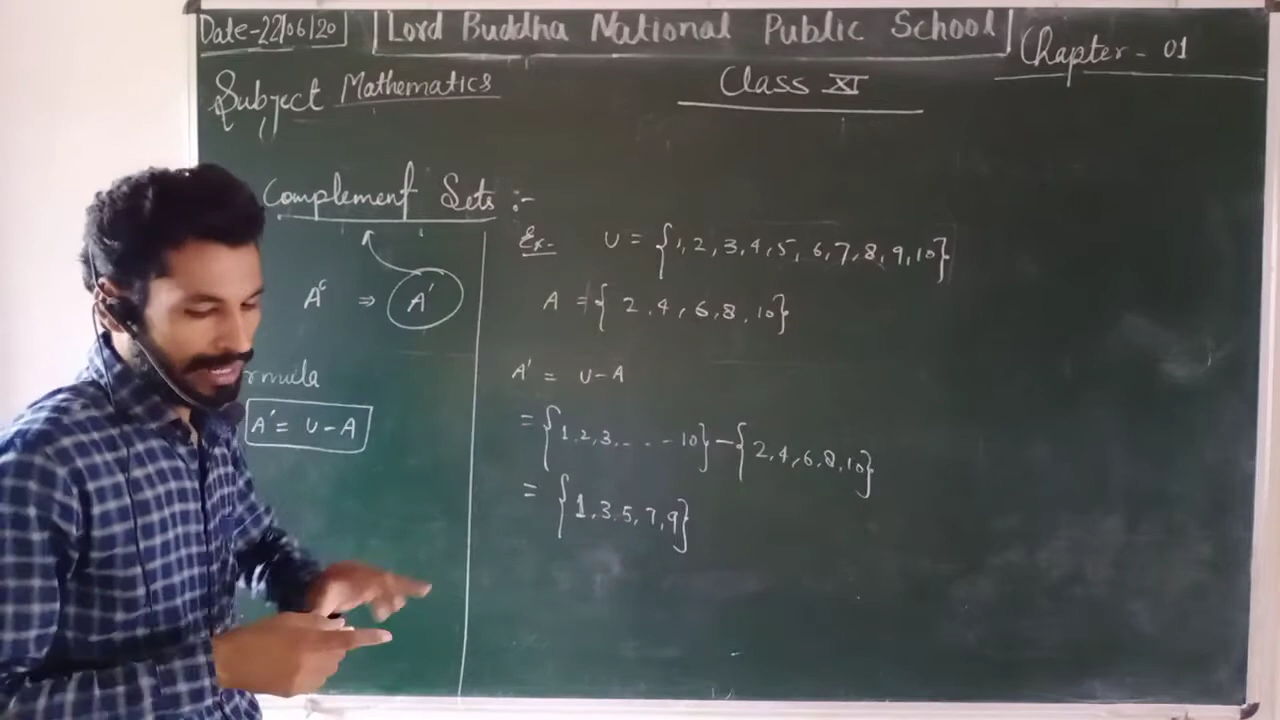 Date-22/06/20
Lord Buddha National Public School
Chapter - 01
Subject Mathematics
Class XI
Complement Sets :-
Aᶜ ⇒ A'
rmula
A' = U-A
Ex- U = {1,2,3,4,5,6,7,8,9,10}
A = {2,4,6,8,10}
A' = U-A
= {1,2,3,- - - -10} - {2,4,6,8,10}
= {1,3,5,7,9}